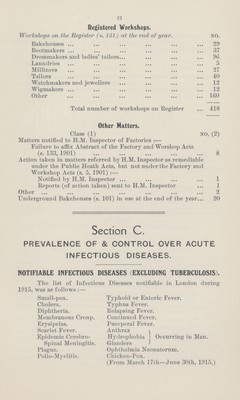 33
Registered Workshops.
Workshops on the Register (s. 131) at the end of year. NO.
Bakehouses ... 29
Bootmakers ... 37
Dressmakers and ladies' tailors... 96
Laundries ... 5
Milliners ... 27
Tailors ... 40
Watchmakers and jewellers ... 12
Wigmakers ... 12
Other ... 160
Total number of workshops on Register ... 418
Other Matters.
Class (1) NO. (2)
Matters notified to H.M. Inspector of Factories :—
Failure to affix Abstract of the Factory and Worshop Acts
(s. 133, 1901) ... 8
Action taken in matters referred by H.M. Inspector as remediable
under the Public Heath Acts, but not under the Factory and
Workshop Acts (s. 5, 1901) :—
Notified by H.M. Inspector ... 1
Reports (of action taken) sent to H.M. Inspector 1
Other ... 2
Underground Bakehouses (s. 101) in use at the end of the year... 20
Section C.
PREVALENCE OF & CONTROL OVER ACUTE
INFECTIOUS DISEASES.
NOTIFIABLE INFECTIOUS DISEASES (EXCLUDING TUBERCULOSIS).
The list of Infectious Diseases notifiable in London during
1915, was as follows :—
Small-pox. Typhoid or Enteric Fever.
Cholera. Typhus Fever.
Diphtheria. Relapsing Fever.
Membranous Croup. Continued Fever.
Erysipelas. Puerperal Fever.
Scarlet Fever. Anthrax
Epidemic Cerebro- Hydrophobia } Occurring in Man.
Spinal Meningitis. Glanders
Plague. Ophthalmia Neonatorum.
Polio-Myelitis. Chicken-Pox.
(From March 17th—June 30th, 1915.)